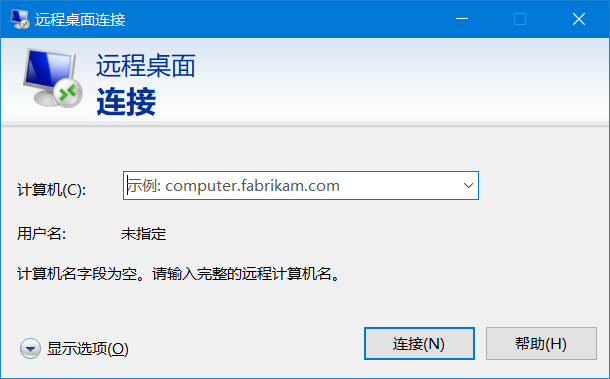 远程桌面连接
远程桌面
连接
计算机(C):
示例: computer.fabrikam.com
用户名:
未指定
计算机名字段为空。请输入完整的远程计算机名。
显示选项(O)
连接(N)
帮助(H)